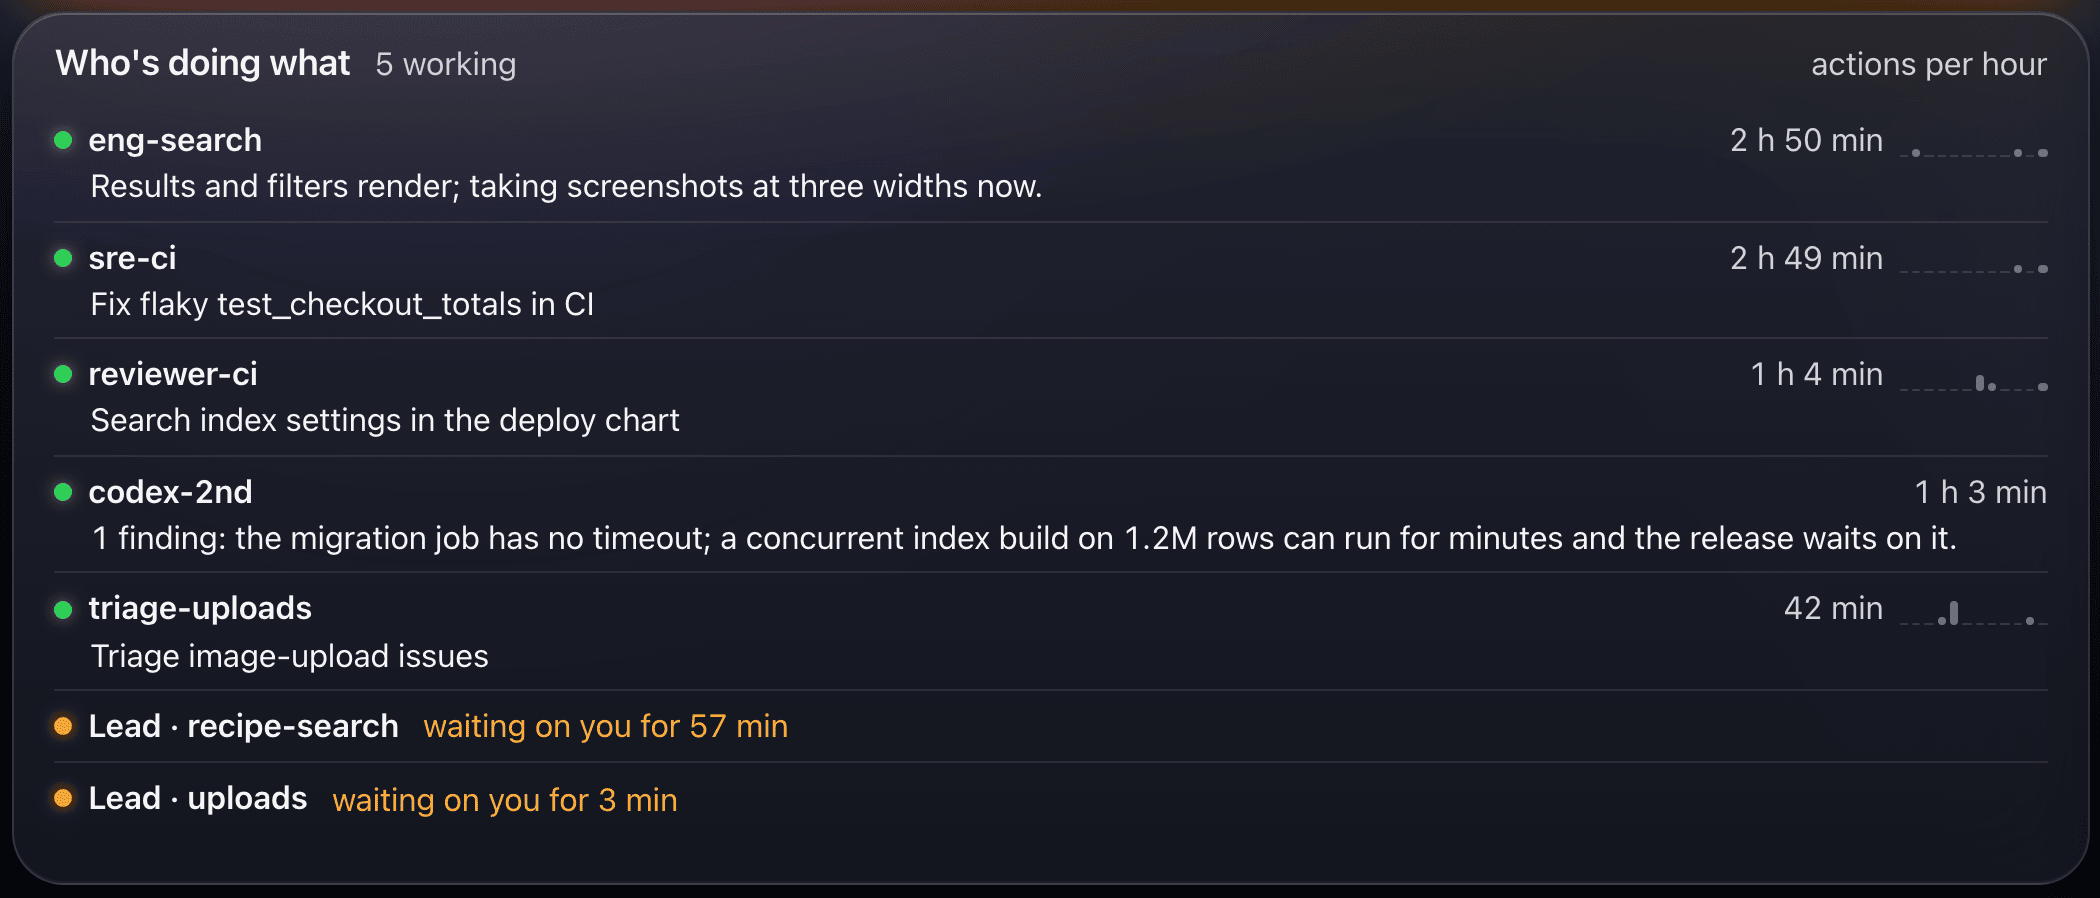 Who's doing what 5 working actions per hour
eng-search 2 h 50 min
Results and filters render; taking screenshots at three widths now.
sre-ci 2 h 49 min
Fix flaky test_checkout_totals in CI
reviewer-ci 1 h 4 min
Search index settings in the deploy chart
codex-2nd 1 h 3 min
1 finding: the migration job has no timeout; a concurrent index build on 1.2M rows can run for minutes and the release waits on it.
triage-uploads 42 min
Triage image-upload issues
Lead · recipe-search waiting on you for 57 min
Lead · uploads waiting on you for 3 min